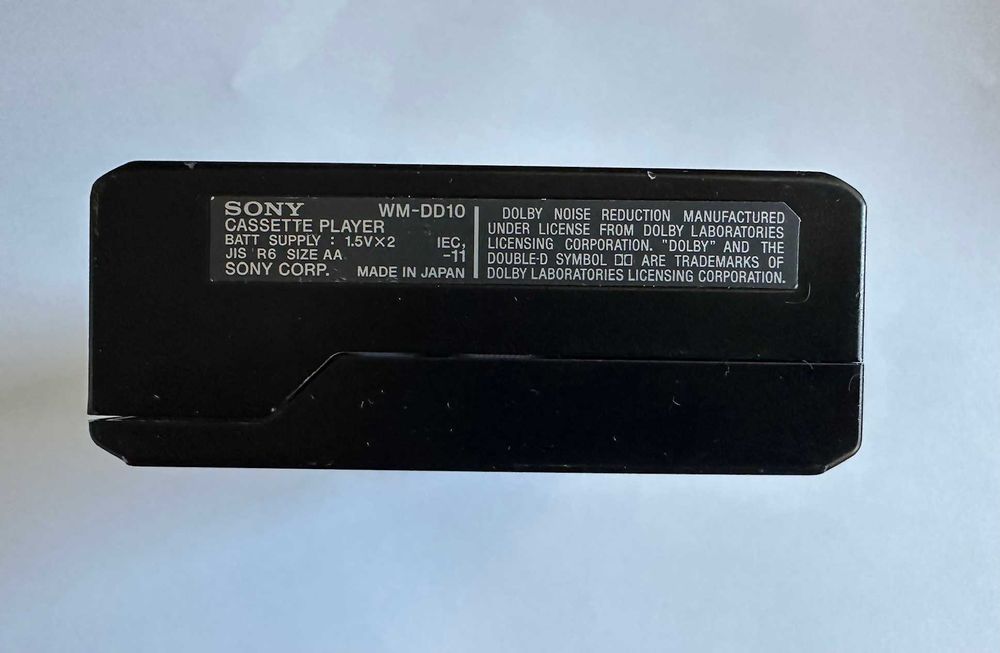 SONY WM-DD10
CASSETTE PLAYER
BATT SUPPLY : 1.5V×2 IEC,
JIS R6 SIZE AA -11
SONY CORP. MADE IN JAPAN
DOLBY NOISE REDUCTION MANUFACTURED
UNDER LICENSE FROM DOLBY LABORATORIES
LICENSING CORPORATION. "DOLBY" AND THE
DOUBLE-D SYMBOL ▯▯ ARE TRADEMARKS OF
DOLBY LABORATORIES LICENSING CORPORATION.